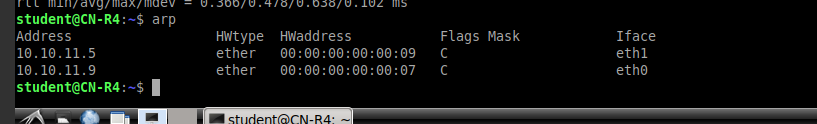 rtt min/avg/max/mdev = 0.366/0.478/0.638/0.102 ms
student@CN-R4:~$ arp
Address HWtype HWaddress Flags Mask Iface
10.10.11.5 ether 00:00:00:00:00:09 C eth1
10.10.11.9 ether 00:00:00:00:00:07 C eth0
student@CN-R4:~$
student@CN-R4: ~